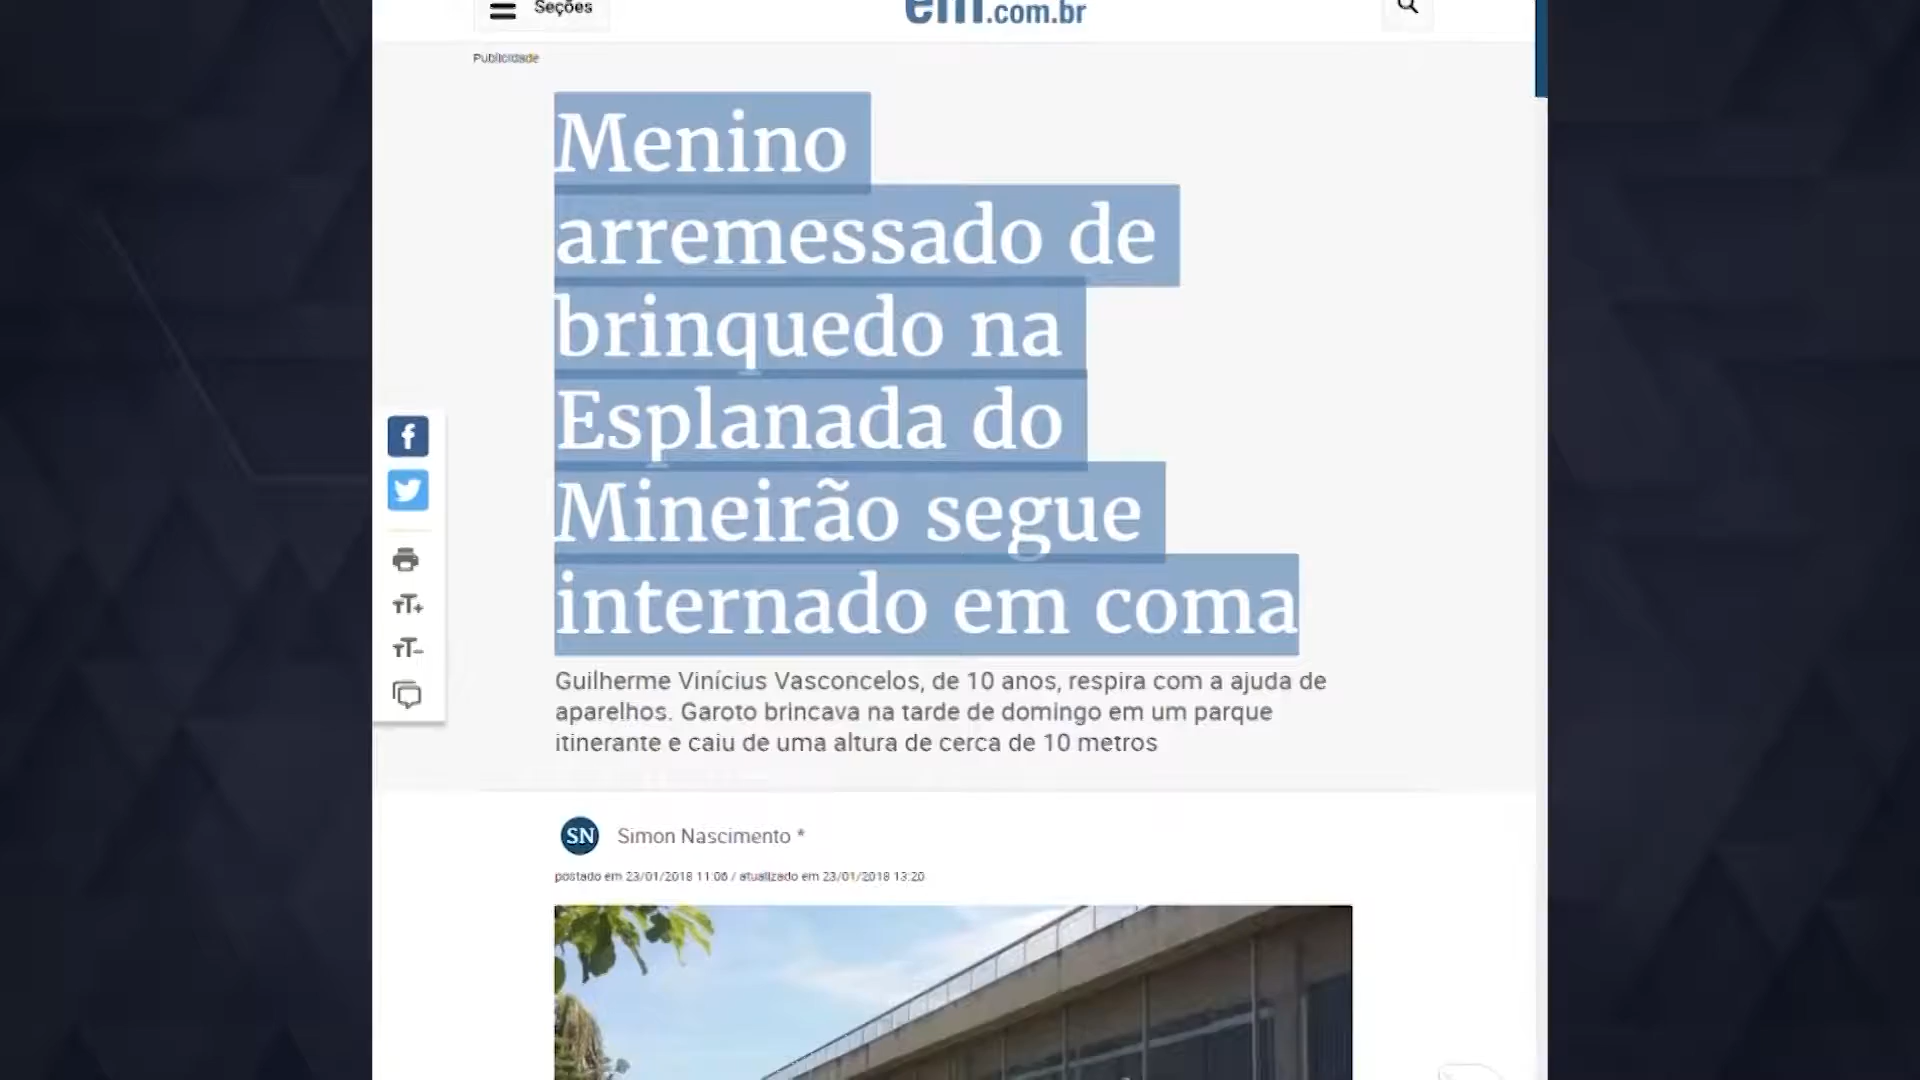 Seções
em.com.br
Publicidade
Menino
arremessado de
brinquedo na
Esplanada do
Mineirão segue
internado em coma
Guilherme Vinícius Vasconcelos, de 10 anos, respira com a ajuda de
aparelhos. Garoto brincava na tarde de domingo em um parque
itinerante e caiu de uma altura de cerca de 10 metros
SN Simon Nascimento *
postado em 23/01/2018 11:06 / atualizado em 23/01/2018 13:20
f
TT+
TT-